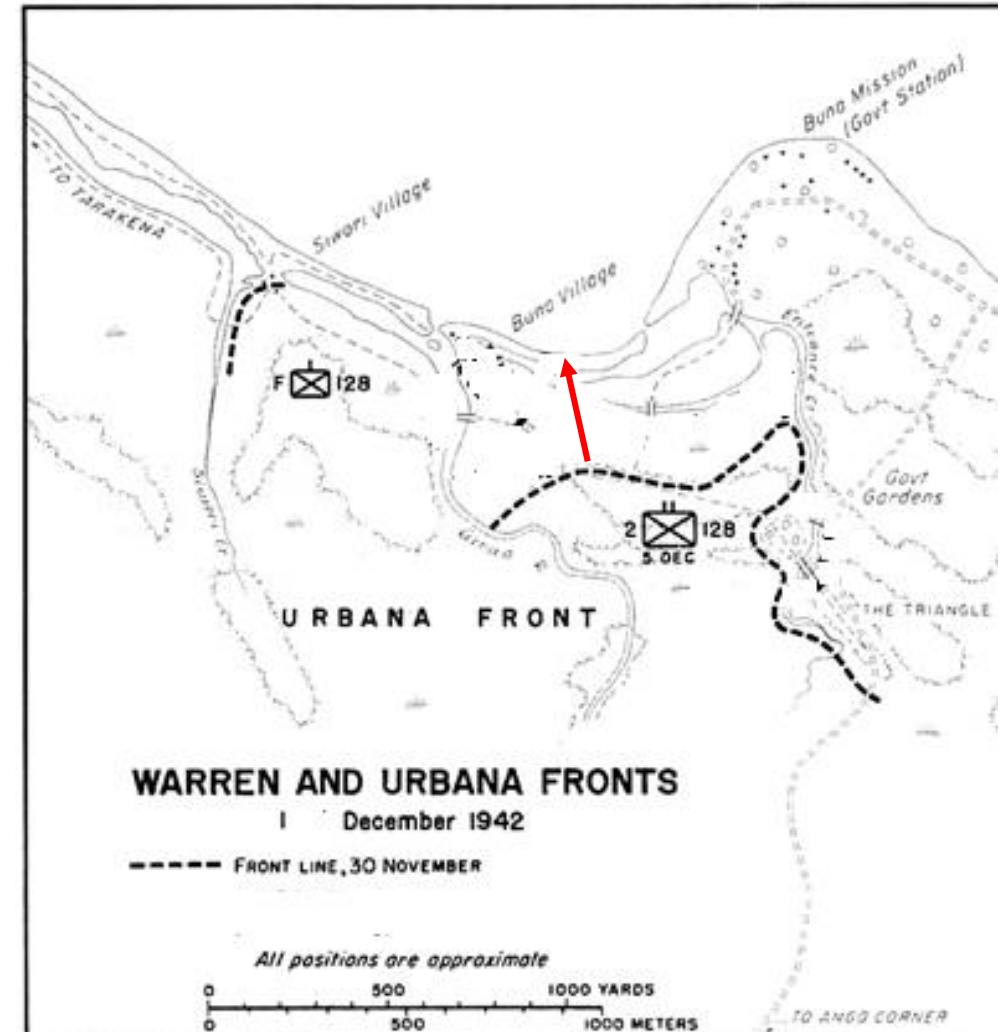 Buna Mission
(Govt Station)
TO TARAKENA
Siwori Village
Buna Village
Entrance Cr
F 128
Siwori Cr
Govt
Gardens
2 128
5 DEC
Girua R
THE TRIANGLE
URBANA FRONT
WARREN AND URBANA FRONTS
1 December 1942
FRONT LINE, 30 NOVEMBER
All positions are approximate
0 500 1000 YARDS
0 500 1000 METERS
TO ANGO CORNER